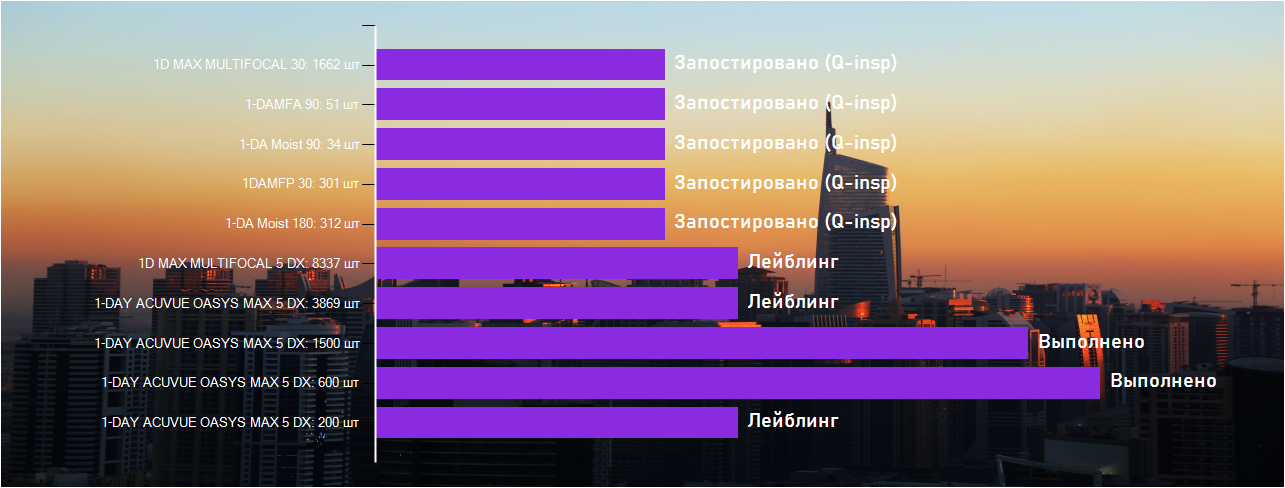 1D MAX MULTIFOCAL 30: 1662 шт Запостировано (Q-insp)
1-DAMFA 90: 51 шт Запостировано (Q-insp)
1-DA Moist 90: 34 шт Запостировано (Q-insp)
1DAMFP 30: 301 шт Запостировано (Q-insp)
1-DA Moist 180: 312 шт Запостировано (Q-insp)
1D MAX MULTIFOCAL 5 DX: 8337 шт Лейблинг
1-DAY ACUVUE OASYS MAX 5 DX: 3869 шт Лейблинг
1-DAY ACUVUE OASYS MAX 5 DX: 1500 шт Выполнено
1-DAY ACUVUE OASYS MAX 5 DX: 600 шт Выполнено
1-DAY ACUVUE OASYS MAX 5 DX: 200 шт Лейблинг